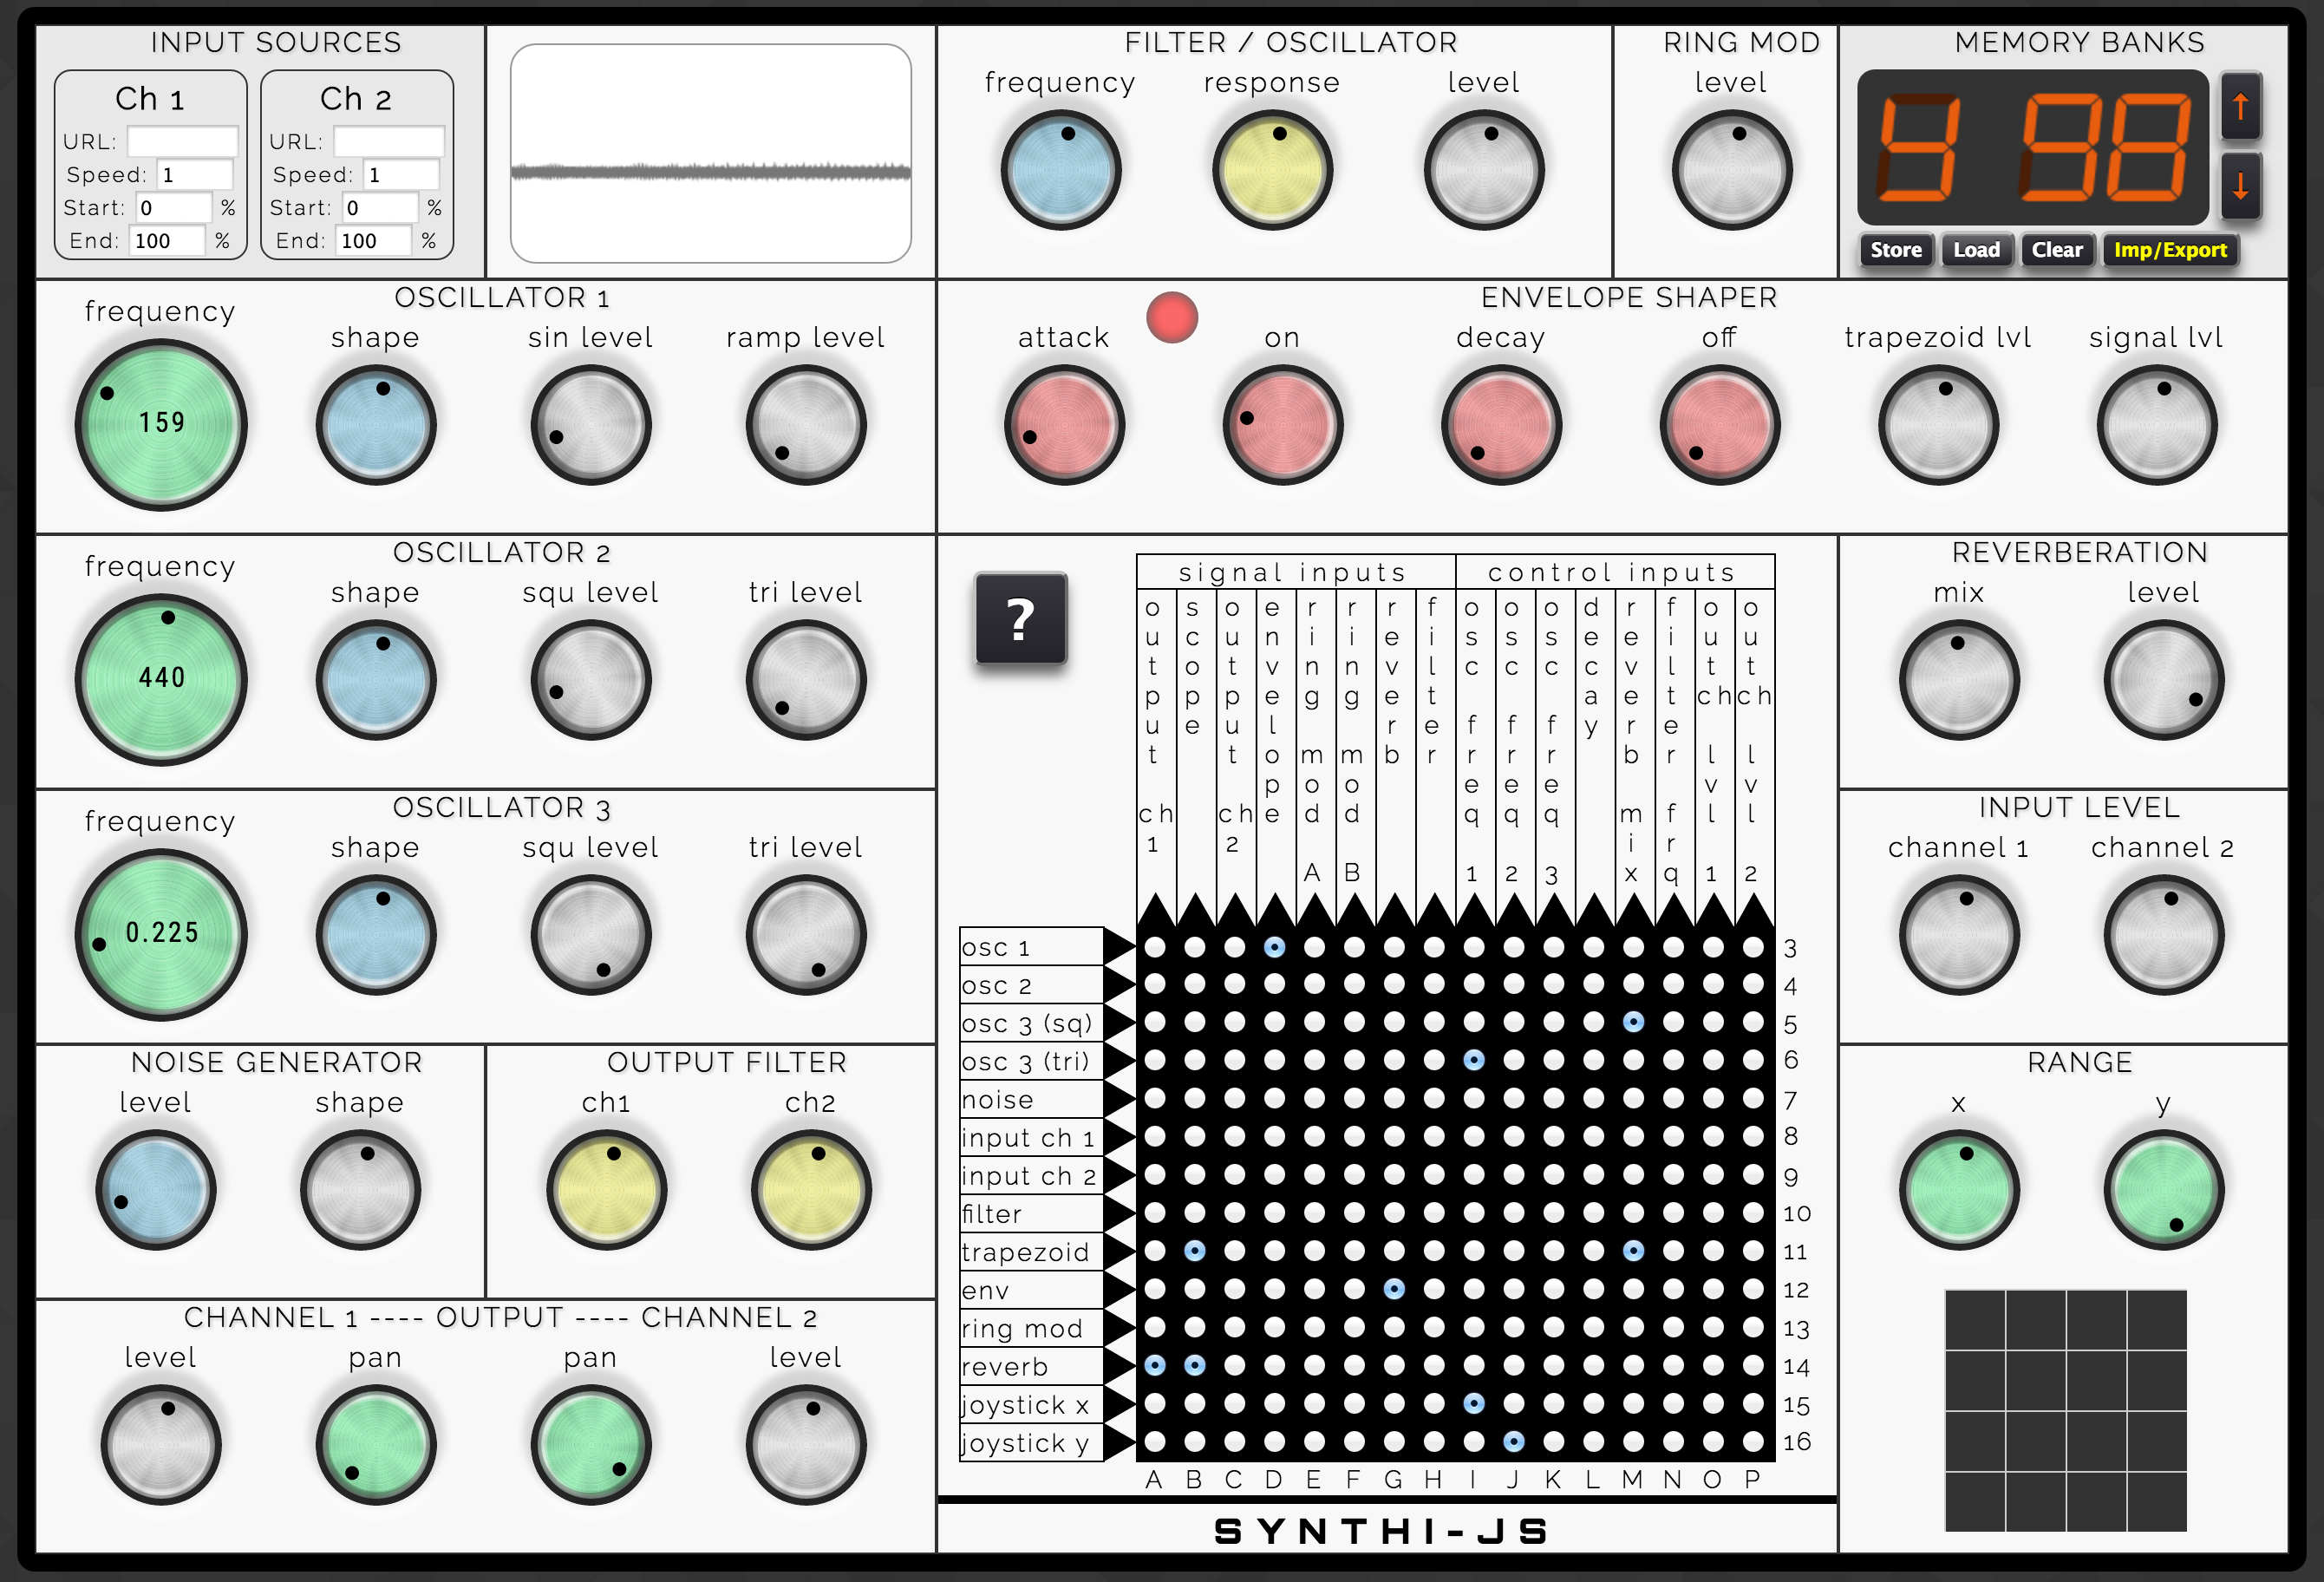 INPUT SOURCES
Ch 1
URL:
Speed: 1
Start: 0 %
End: 100 %
Ch 2
URL:
Speed: 1
Start: 0 %
End: 100 %
FILTER / OSCILLATOR
frequency response level
RING MOD
level
MEMORY BANKS
9 98
↑
↓
Store Load Clear Imp/Export
OSCILLATOR 1
frequency shape sin level ramp level
159
ENVELOPE SHAPER
attack on decay off trapezoid lvl signal lvl
OSCILLATOR 2
frequency shape squ level tri level
440
OSCILLATOR 3
frequency shape squ level tri level
0.225
NOISE GENERATOR
level shape
OUTPUT FILTER
ch1 ch2
CHANNEL 1 ---- OUTPUT ---- CHANNEL 2
level pan pan level
?
signal inputs control inputs
output ch 1
scope
output ch 2
envelope
ring mod A
ring mod B
reverb
filter
osc freq 1
osc freq 2
osc freq 3
decay
reverb mix
filter frq
out ch lvl 1
out ch lvl 2
osc 1 3
osc 2 4
osc 3 (sq) 5
osc 3 (tri) 6
noise 7
input ch 1 8
input ch 2 9
filter 10
trapezoid 11
env 12
ring mod 13
reverb 14
joystick x 15
joystick y 16
A B C D E F G H I J K L M N O P
SYNTHI-JS
REVERBERATION
mix level
INPUT LEVEL
channel 1 channel 2
RANGE
x y